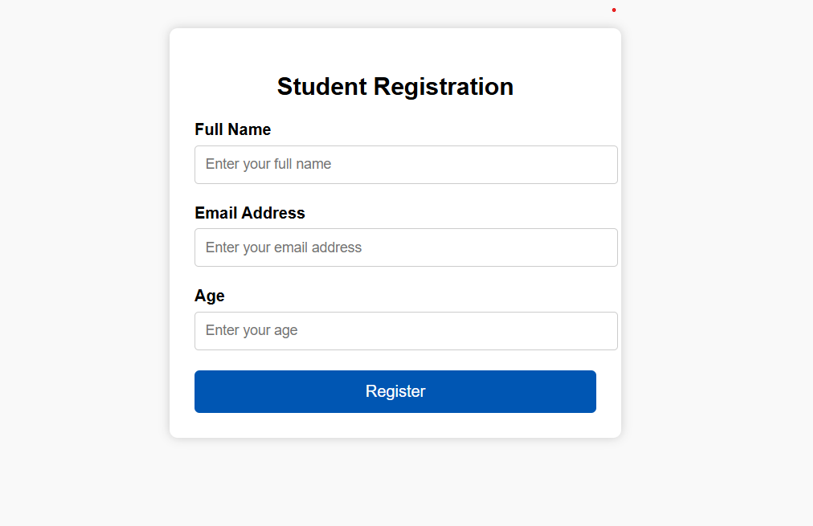 Student Registration
Full Name
Enter your full name
Email Address
Enter your email address
Age
Enter your age
Register